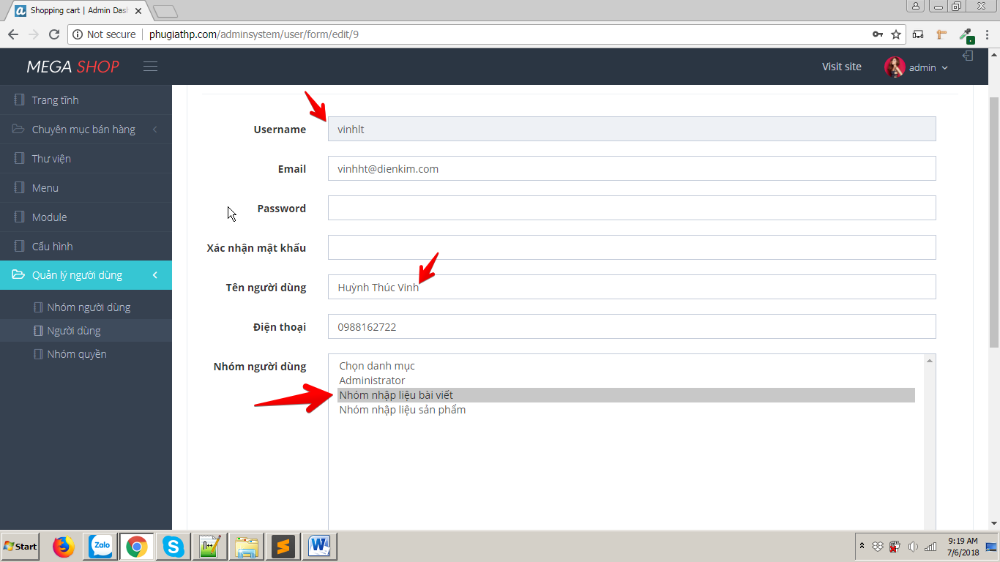 Shopping cart | Admin Das
Not secure | phugiathp.com/adminsystem/user/form/edit/9
MEGA SHOP
Visit site
admin
Trang tĩnh
Chuyên mục bán hàng
Thư viện
Menu
Module
Cấu hình
Quản lý người dùng
Nhóm người dùng
Người dùng
Nhóm quyền
Username
vinhlt
Email
vinhht@dienkim.com
Password
Xác nhận mật khẩu
Tên người dùng
Huỳnh Thúc Vinh
Điện thoại
0988162722
Nhóm người dùng
Chọn danh mục
Administrator
Nhóm nhập liệu bài viết
Nhóm nhập liệu sản phẩm
Start
Zalo
9:19 AM
7/6/2018